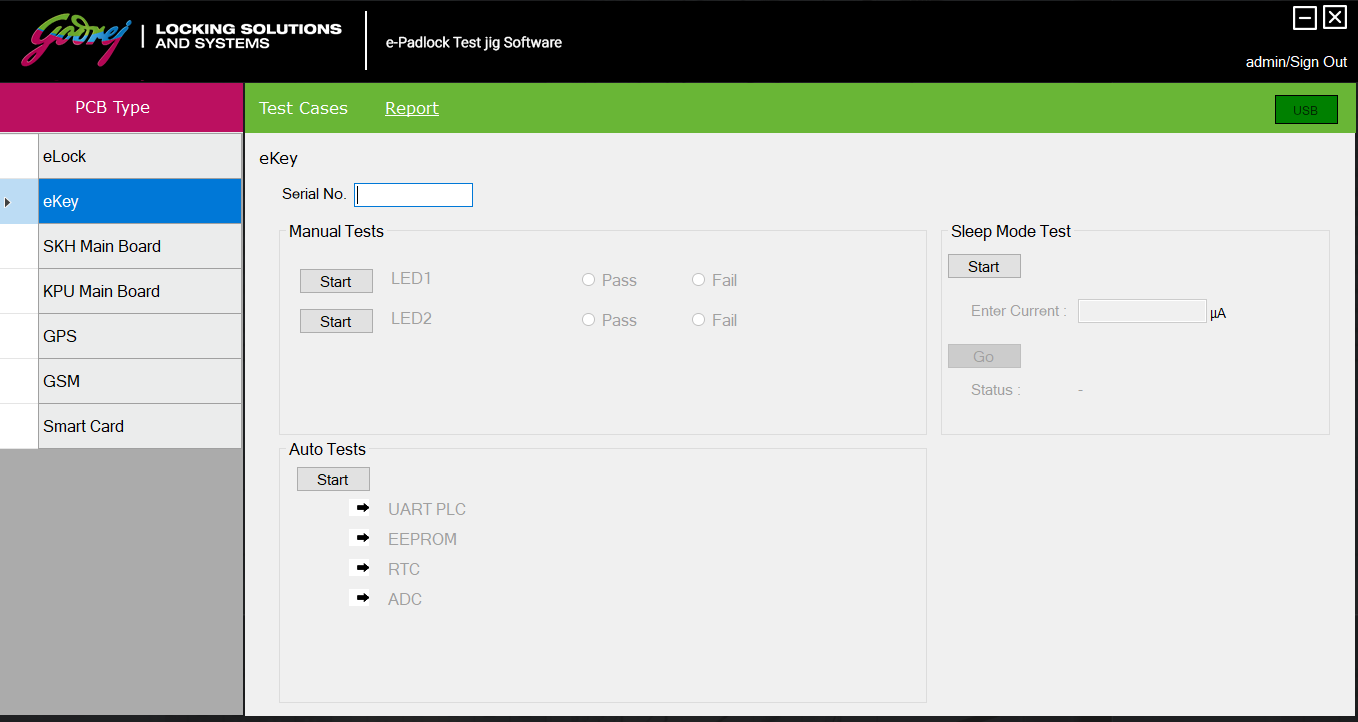 Godrej | LOCKING SOLUTIONS
AND SYSTEMS
e-Padlock Test jig Software
admin/Sign Out
PCB Type
Test Cases Report USB
eLock
eKey
SKH Main Board
KPU Main Board
GPS
GSM
Smart Card
eKey
Serial No.
Manual Tests
Start LED1 Pass Fail
Start LED2 Pass Fail
Sleep Mode Test
Start
Enter Current : µA
Go
Status : -
Auto Tests
Start
UART PLC
EEPROM
RTC
ADC